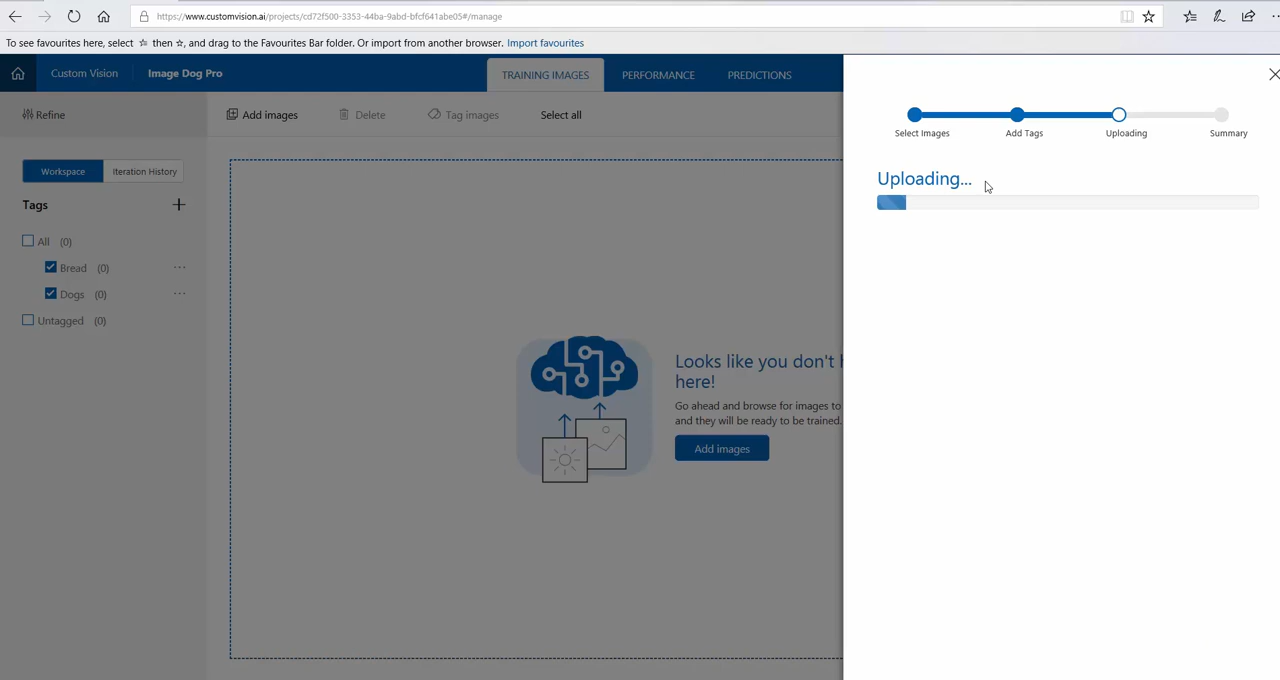 https://www.customvision.ai/projects/cd72f500-3353-44ba-9abd-bfcf641abe05#/manage
To see favourites here, select ☆ then ☆, and drag to the Favourites Bar folder. Or import from another browser. Import favourites
Custom Vision
Image Dog Pro
TRAINING IMAGES
PERFORMANCE
PREDICTIONS
Refine
Add images
Delete
Tag images
Select all
Workspace
Iteration History
Tags
All (0)
Bread (0)
Dogs (0)
Untagged (0)
Looks like you don't h
here!
Go ahead and browse for images to
and they will be ready to be trained.
Add images
Select Images
Add Tags
Uploading
Summary
Uploading...